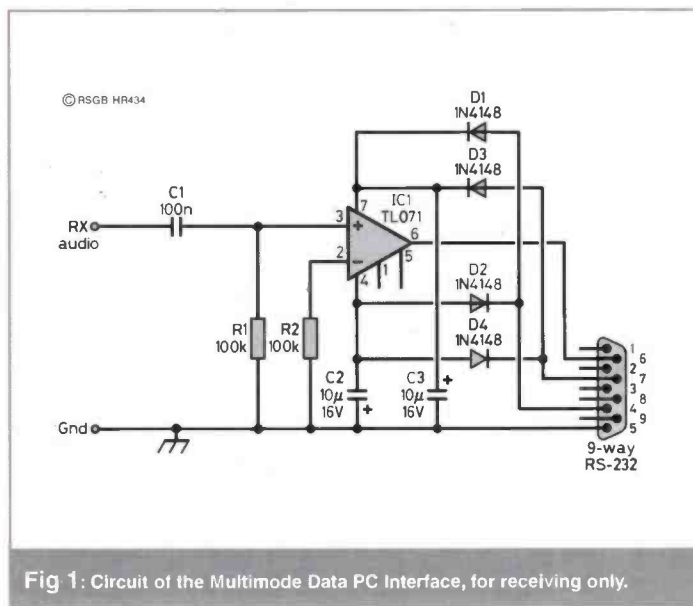 © RSGB HR434
D1
1N4148
D3
1N4148
IC1
TL071
C1
100n
RX
audio
3
+
2
−
7
6
1
5
4
D2
1N4148
D4
1N4148
R1
100k
R2
100k
C2
10µ
16V
+
C3
10µ
16V
+
Gnd
1
6
2
7
3
8
4
9
5
9-way
RS-232
Fig 1: Circuit of the Multimode Data PC Interface, for receiving only.